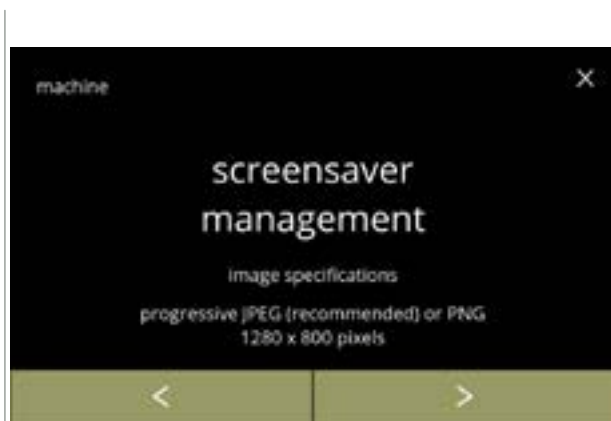 machine X
screensaver
management
image specifications
progressive JPEG (recommended) or PNG
1280 x 800 pixels
< >